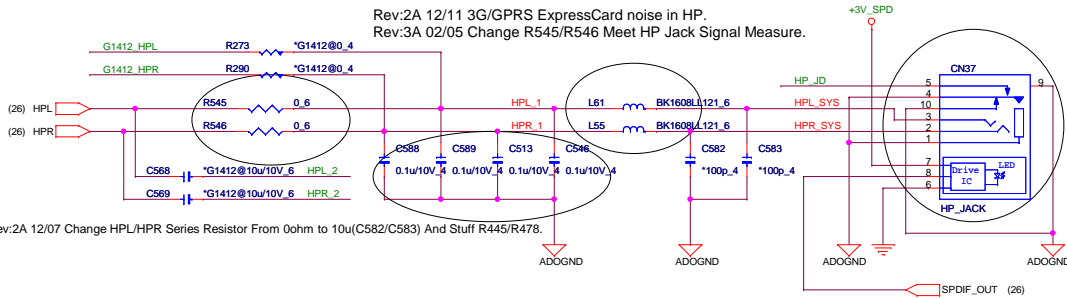 Rev:2A 12/11 3G/GPRS ExpressCard noise in HP.
Rev:3A 02/05 Change R545/R546 Meet HP Jack Signal Measure.
+3V_SPD
G1412_HPL R273 *G1412@0_4
G1412_HPR R290 *G1412@0_4
CN37
HP_JD 5 9
4
10
(26) HPL R545 0_6 HPL_1 L61 BK1608LL121_6 HPL_SYS 3
(26) HPR R546 0_6 HPR_1 L55 BK1608LL121_6 HPR_SYS 2
1
C588 C589 C513 C546 C582 C583
0.1u/10V_4 0.1u/10V_4 0.1u/10V_4 0.1u/10V_4 *100p_4 *100p_4
C568 *G1412@10u/10V_6 HPL_2
C569 *G1412@10u/10V_6 HPR_2
7 LED
8 Drive IC
6
HP_JACK
ev:2A 12/07 Change HPL/HPR Series Resistor From 0ohm to 10u(C582/C583) And Stuff R445/R478.
ADOGND ADOGND ADOGND ADOGND
SPDIF_OUT (26)